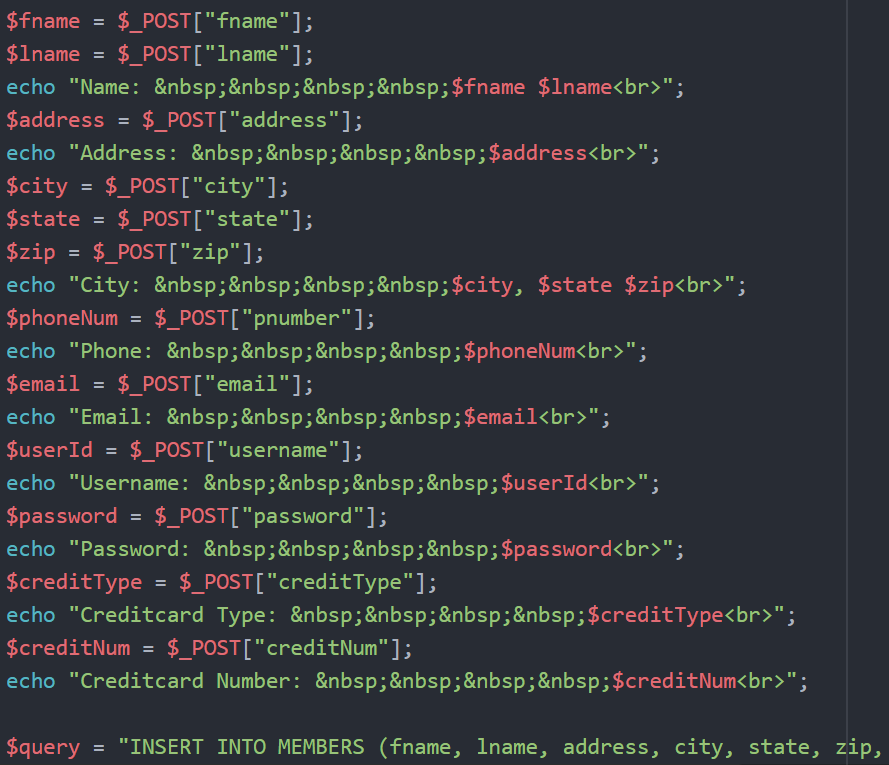 $fname = $_POST["fname"];
$lname = $_POST["lname"];
echo "Name: &nbsp;&nbsp;&nbsp;&nbsp;$fname $lname<br>";
$address = $_POST["address"];
echo "Address: &nbsp;&nbsp;&nbsp;&nbsp;$address<br>";
$city = $_POST["city"];
$state = $_POST["state"];
$zip = $_POST["zip"];
echo "City: &nbsp;&nbsp;&nbsp;&nbsp;$city, $state $zip<br>";
$phoneNum = $_POST["pnumber"];
echo "Phone: &nbsp;&nbsp;&nbsp;&nbsp;$phoneNum<br>";
$email = $_POST["email"];
echo "Email: &nbsp;&nbsp;&nbsp;&nbsp;$email<br>";
$userId = $_POST["username"];
echo "Username: &nbsp;&nbsp;&nbsp;&nbsp;$userId<br>";
$password = $_POST["password"];
echo "Password: &nbsp;&nbsp;&nbsp;&nbsp;$password<br>";
$creditType = $_POST["creditType"];
echo "Creditcard Type: &nbsp;&nbsp;&nbsp;&nbsp;$creditType<br>";
$creditNum = $_POST["creditNum"];
echo "Creditcard Number: &nbsp;&nbsp;&nbsp;&nbsp;$creditNum<br>";
$query = "INSERT INTO MEMBERS (fname, lname, address, city, state, zip,